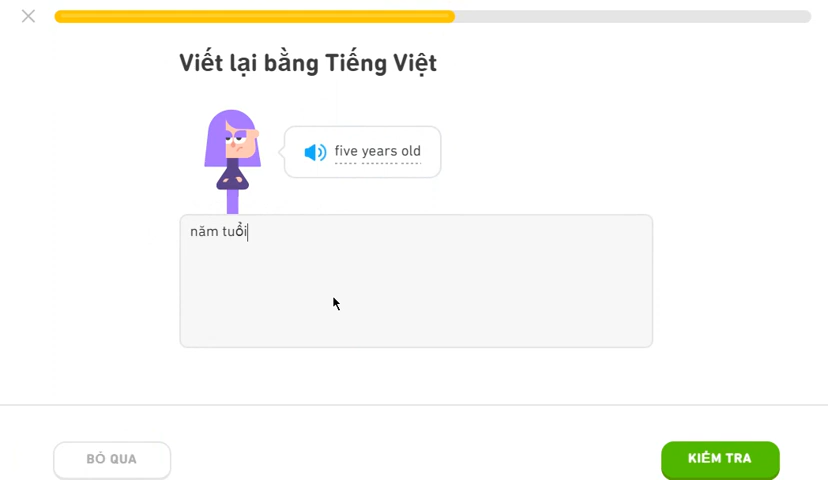 Viết lại bằng Tiếng Việt
five years old
năm tuổi
BỎ QUA
KIỂM TRA